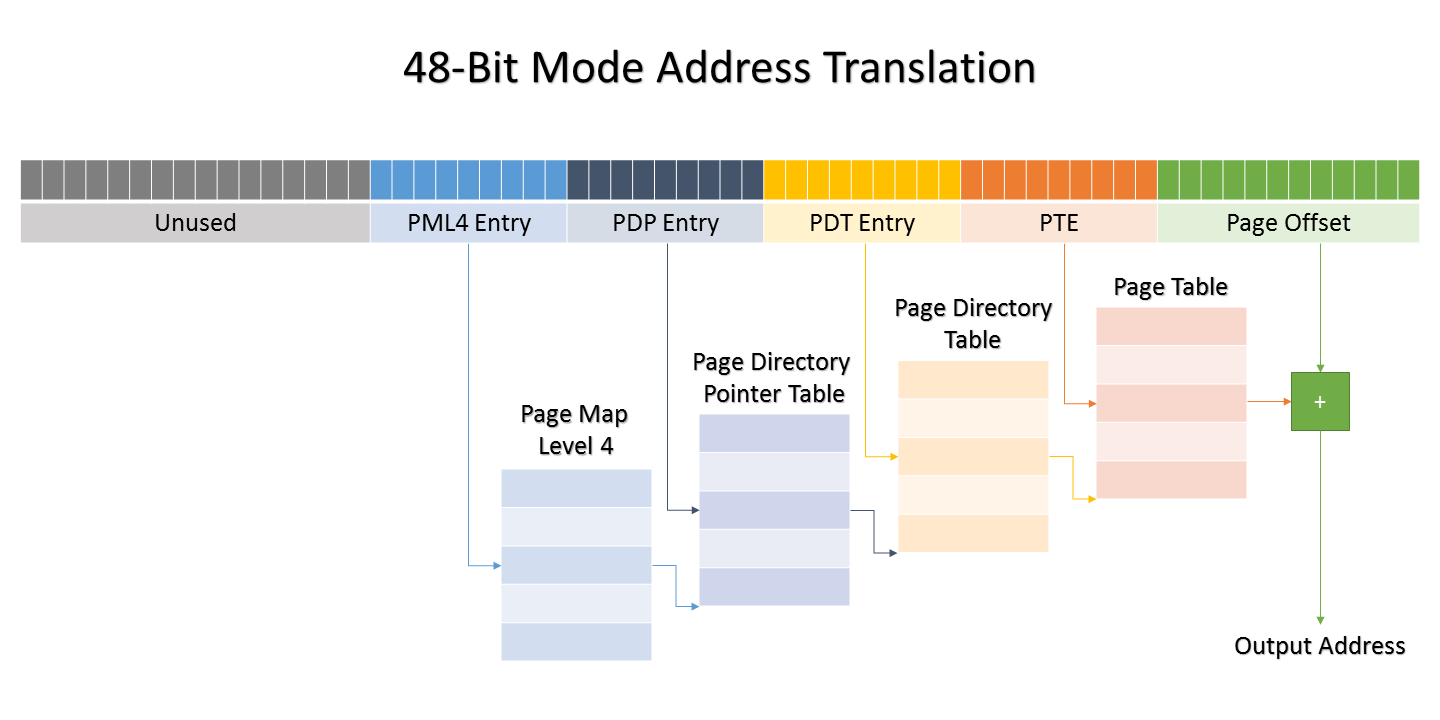 48-Bit Mode Address Translation
Unused
PML4 Entry
PDP Entry
PDT Entry
PTE
Page Offset
Page Table
Page Directory
Table
Page Directory
Pointer Table
Page Map
Level 4
+
Output Address